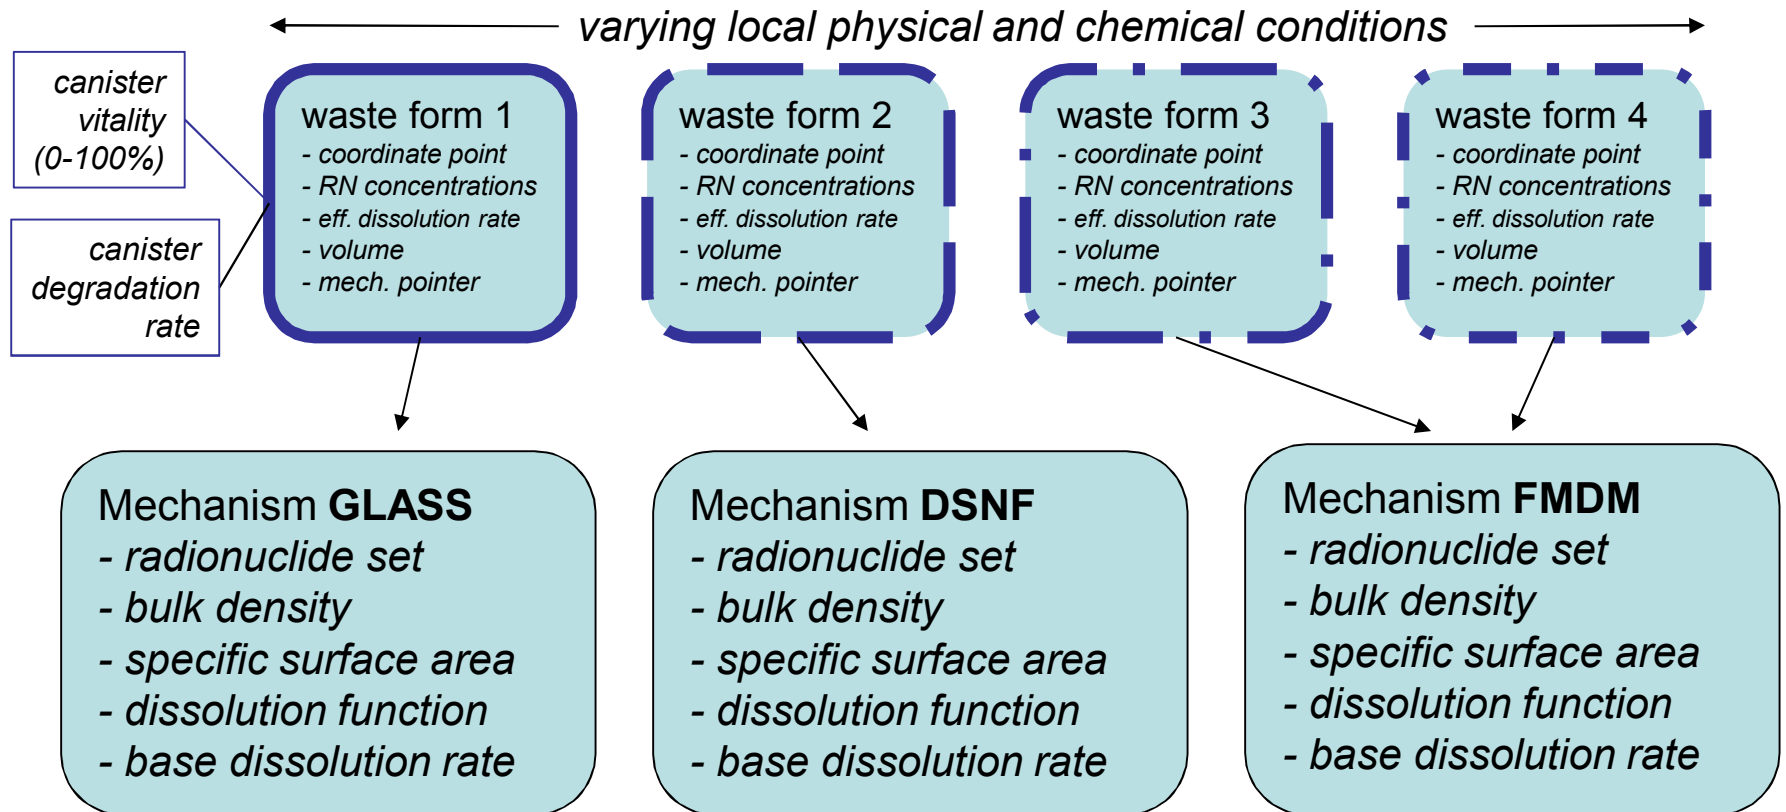 varying local physical and chemical conditions
canister
vitality
(0-100%)
canister
degradation
rate
waste form 1
- coordinate point
- RN concentrations
- eff. dissolution rate
- volume
- mech. pointer
waste form 2
- coordinate point
- RN concentrations
- eff. dissolution rate
- volume
- mech. pointer
waste form 3
- coordinate point
- RN concentrations
- eff. dissolution rate
- volume
- mech. pointer
waste form 4
- coordinate point
- RN concentrations
- eff. dissolution rate
- volume
- mech. pointer
Mechanism GLASS
- radionuclide set
- bulk density
- specific surface area
- dissolution function
- base dissolution rate
Mechanism DSNF
- radionuclide set
- bulk density
- specific surface area
- dissolution function
- base dissolution rate
Mechanism FMDM
- radionuclide set
- bulk density
- specific surface area
- dissolution function
- base dissolution rate